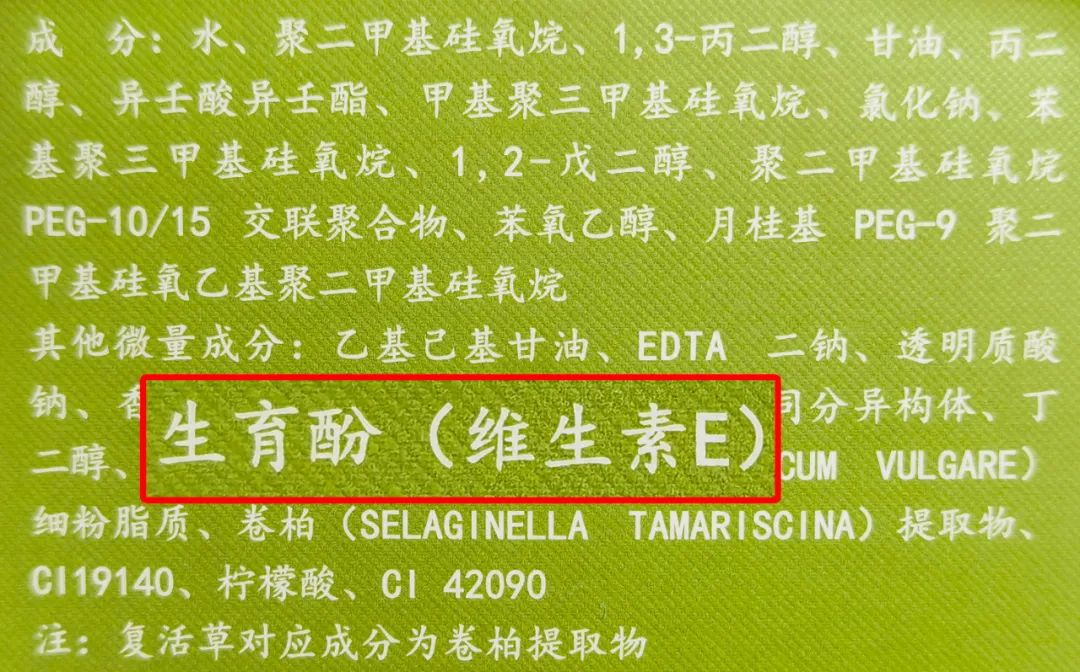 成 分：水、聚二甲基硅氧烷、1,3-丙二醇、甘油、丙二
醇、异壬酸异壬酯、甲基聚三甲基硅氧烷、氯化钠、苯
基聚三甲基硅氧烷、1,2-戊二醇、聚二甲基硅氧烷
PEG-10/15 交联聚合物、苯氧乙醇、月桂基 PEG-9 聚二
甲基硅氧乙基聚二甲基硅氧烷
其他微量成分：乙基己基甘油、EDTA 二钠、透明质酸
钠、香 同分异构体、丁
生育酚（维生素E）
二醇、 CUM VULGARE）
细粉脂质、卷柏（SELAGINELLA TAMARISCINA）提取物、
CI19140、柠檬酸、CI 42090
注：复活草对应成分为卷柏提取物